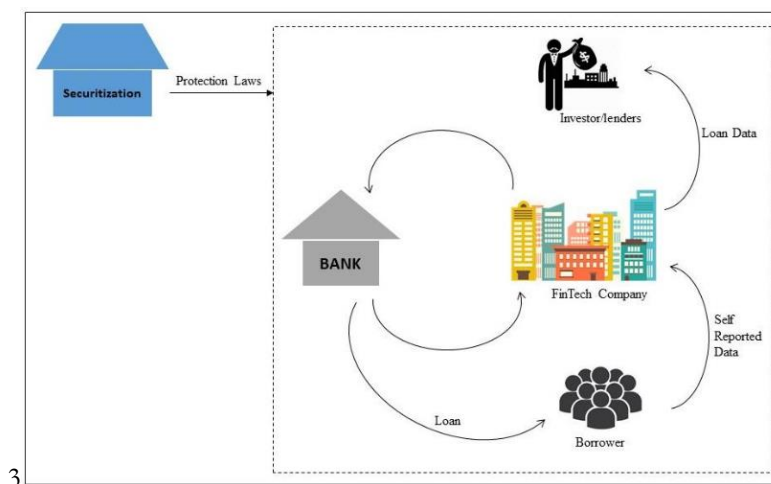 Securitization
Protection Laws
Investor/lenders
Loan Data
BANK
FinTech Company
Self
Reported
Data
Loan
Borrower
3